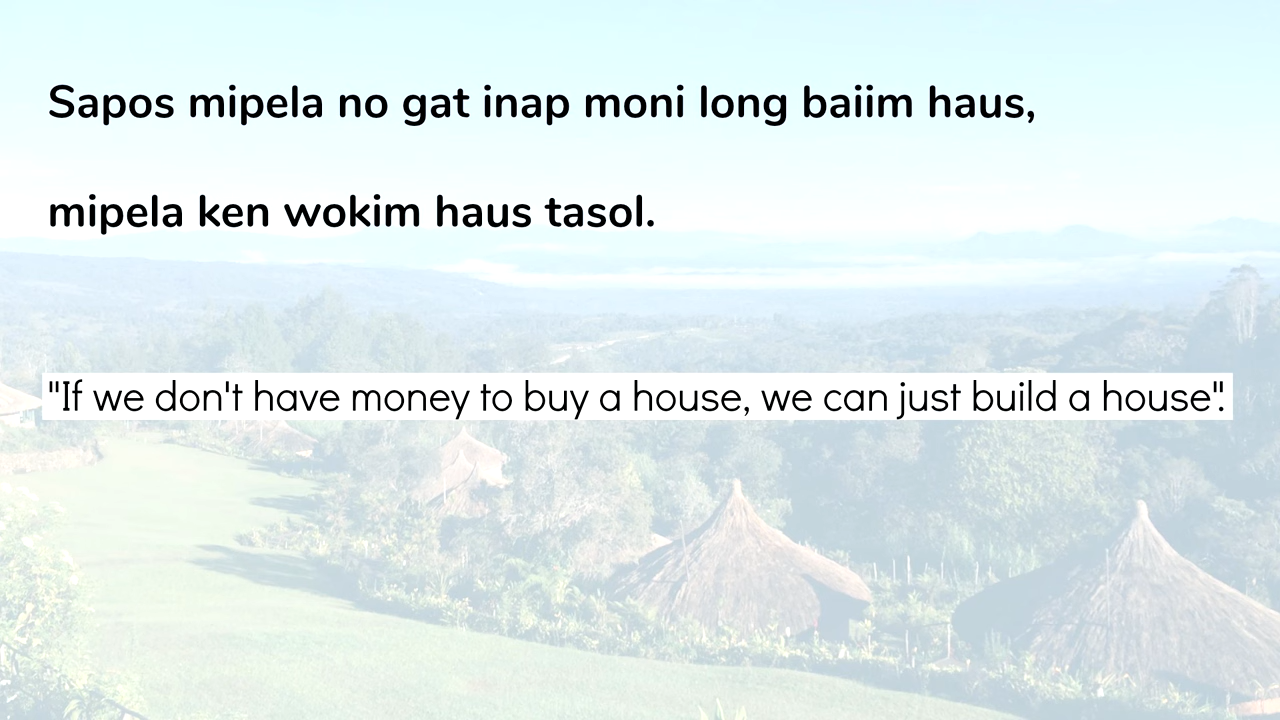 Sapos mipela no gat inap moni long baiim haus,
mipela ken wokim haus tasol.
"If we don't have money to buy a house, we can just build a house".